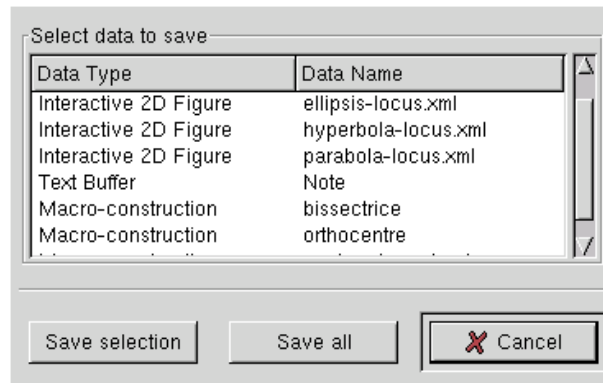 Select data to save
Data Type Data Name
Interactive 2D Figure ellipsis-locus.xml
Interactive 2D Figure hyperbola-locus.xml
Interactive 2D Figure parabola-locus.xml
Text Buffer Note
Macro-construction bissectrice
Macro-construction orthocentre
Save selection Save all Cancel